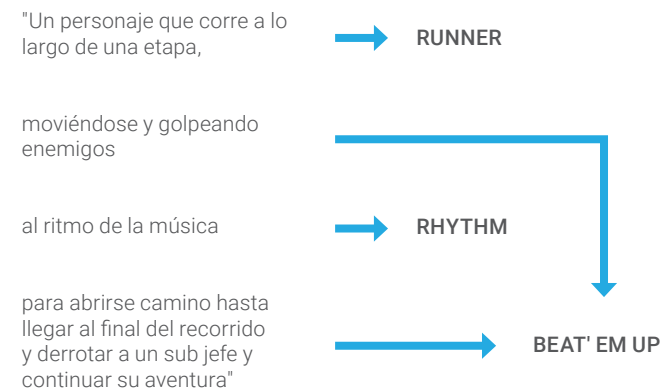 "Un personaje que corre a lo
largo de una etapa,
RUNNER
moviéndose y golpeando
enemigos
al ritmo de la música
RHYTHM
para abrirse camino hasta
llegar al final del recorrido
y derrotar a un sub jefe y
continuar su aventura"
BEAT' EM UP